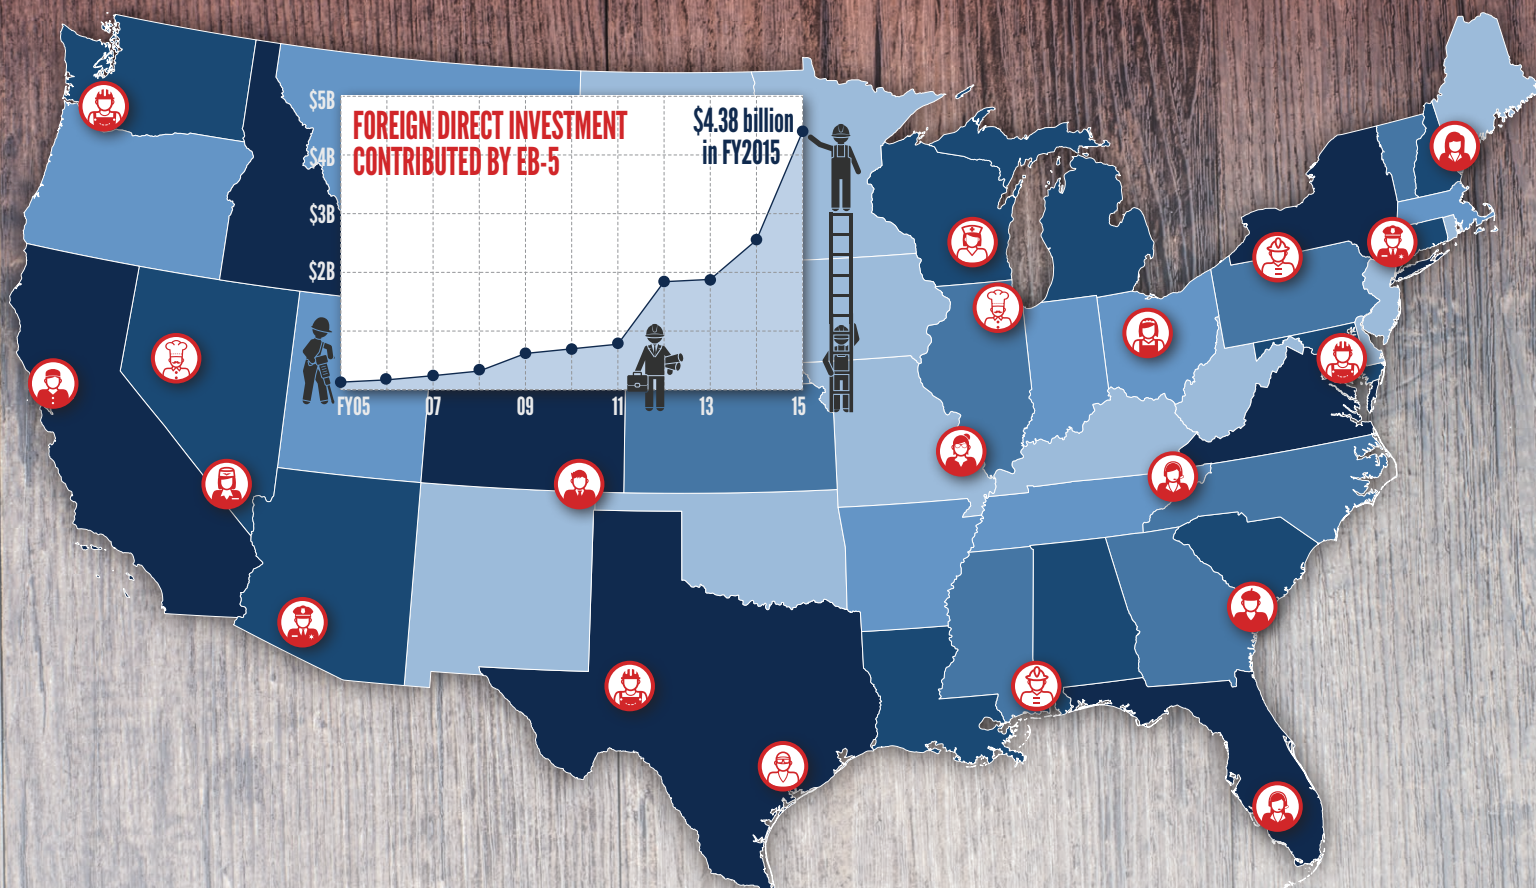 FOREIGN DIRECT INVESTMENT
CONTRIBUTED BY EB-5
$4.38 billion
in FY2015
$5B
$4B
$3B
$2B
FY05 07 09 11 13 15